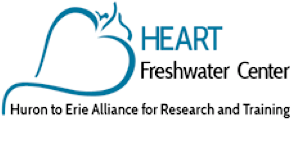 HEART
Freshwater Center
Huron to Erie Alliance for Research and Training